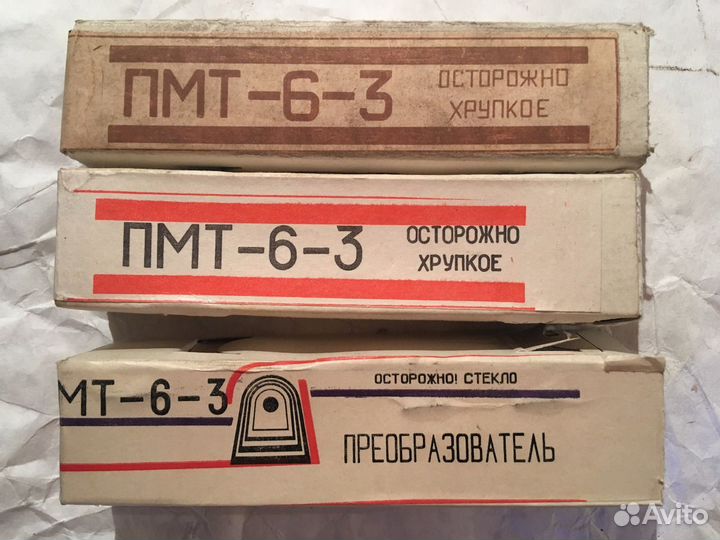 ПМТ-6-3
ОСТОРОЖНО
ХРУПКОЕ
ПМТ-6-3
ОСТОРОЖНО
ХРУПКОЕ
МТ-6-3
ОСТОРОЖНО! СТЕКЛО
ПРЕОБРАЗОВАТЕЛЬ
Avito